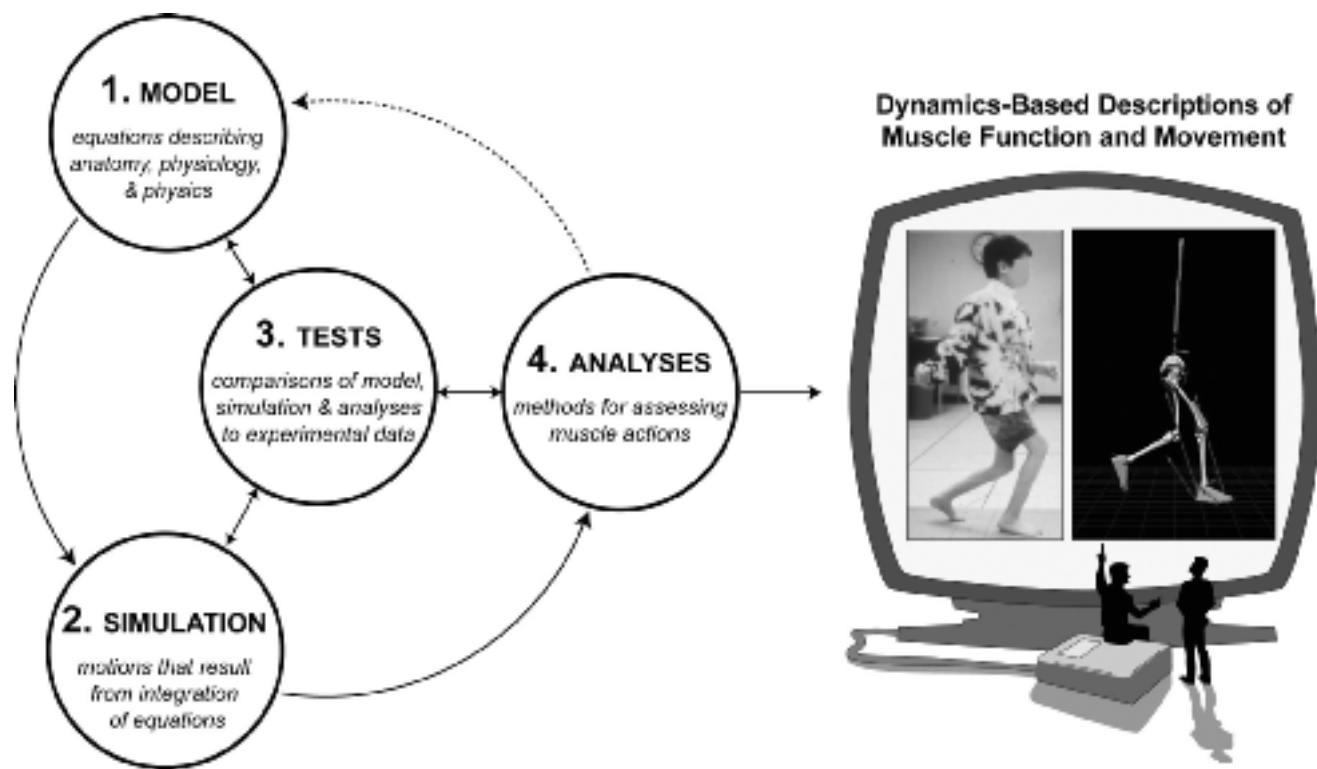 1. MODEL
equations describing
anatomy, physiology,
& physics
Dynamics-Based Descriptions of
Muscle Function and Movement
3. TESTS
comparisons of model,
simulation & analyses
to experimental data
4. ANALYSES
methods for assessing
muscle actions
2. SIMULATION
motions that result
from integration
of equations